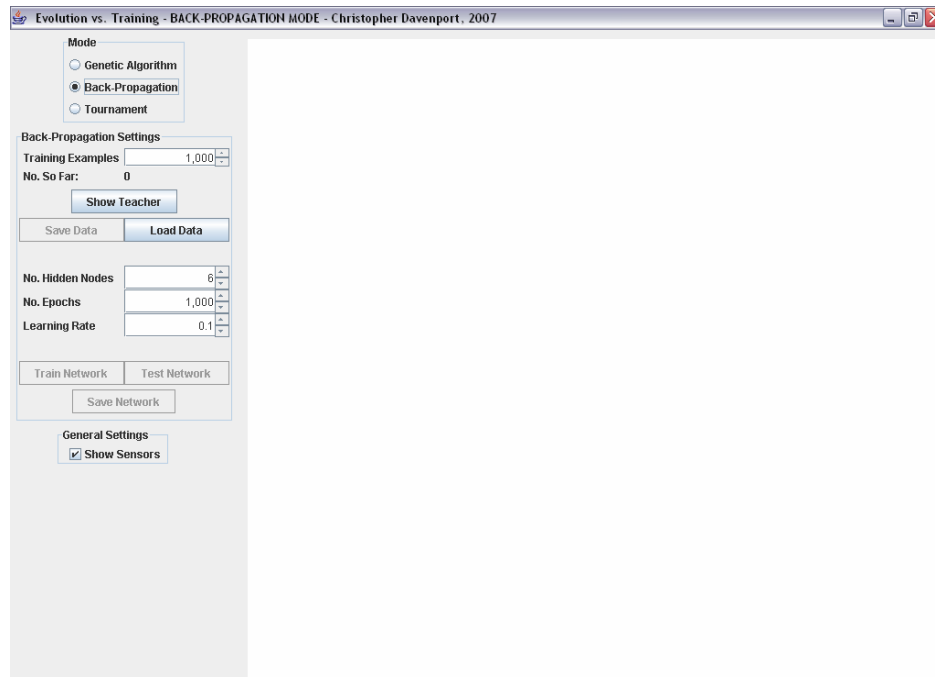 Evolution vs. Training - BACK-PROPAGATION MODE - Christopher Davenport, 2007
Mode
Genetic Algorithm
Back-Propagation
Tournament
Back-Propagation Settings
Training Examples 1,000
No. So Far: 0
Show Teacher
Save Data Load Data
No. Hidden Nodes 6
No. Epochs 1,000
Learning Rate 0.1
Train Network Test Network
Save Network
General Settings
Show Sensors